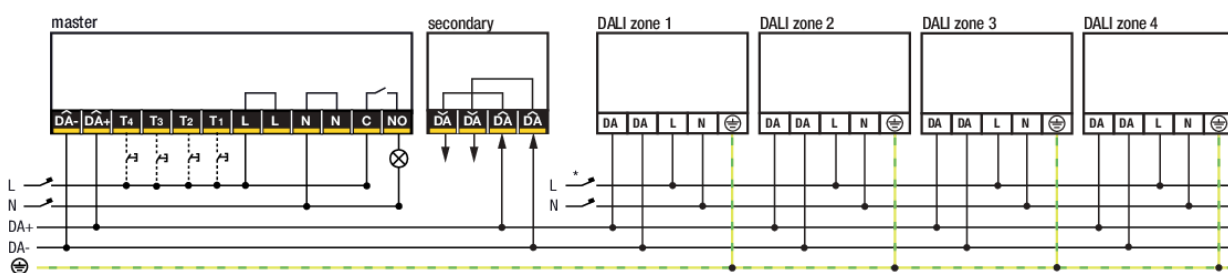 master secondary DALI zone 1 DALI zone 2 DALI zone 3 DALI zone 4
DA- DA+ T4 T3 T2 T1 L L N N C NO DA DA DA DA DA DA L N DA DA L N DA DA L N DA DA L N
L L *
N N
DA+
DA-